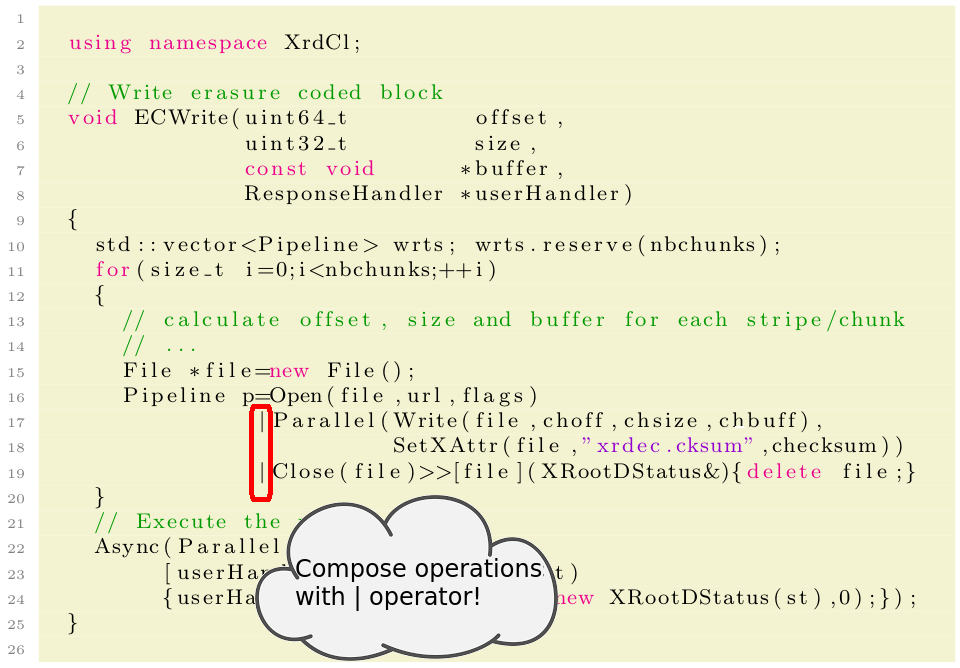 1
2 using namespace XrdCl;
3
4 // Write erasure coded block
5 void ECWrite(uint64_t offset,
6 uint32_t size,
7 const void *buffer,
8 ResponseHandler *userHandler)
9 {
10 std::vector<Pipeline> wrts; wrts.reserve(nbchunks);
11 for(size_t i=0;i<nbchunks;++i)
12 {
13 // calculate offset, size and buffer for each stripe/chunk
14 // ...
15 File *file=new File();
16 Pipeline p=Open(file,url,flags)
17 |Parallel(Write(file,choff,chsize,chbuff),
18 SetXAttr(file,"xrdec.cksum",checksum))
19 |Close(file)>>[file](XRootDStatus&){delete file;}
20 }
21 // Execute the
22 Async(Parallel
23 [userHan t)
24 {userHa new XRootDStatus(st),0);});
25 }
26
Compose operations
with | operator!